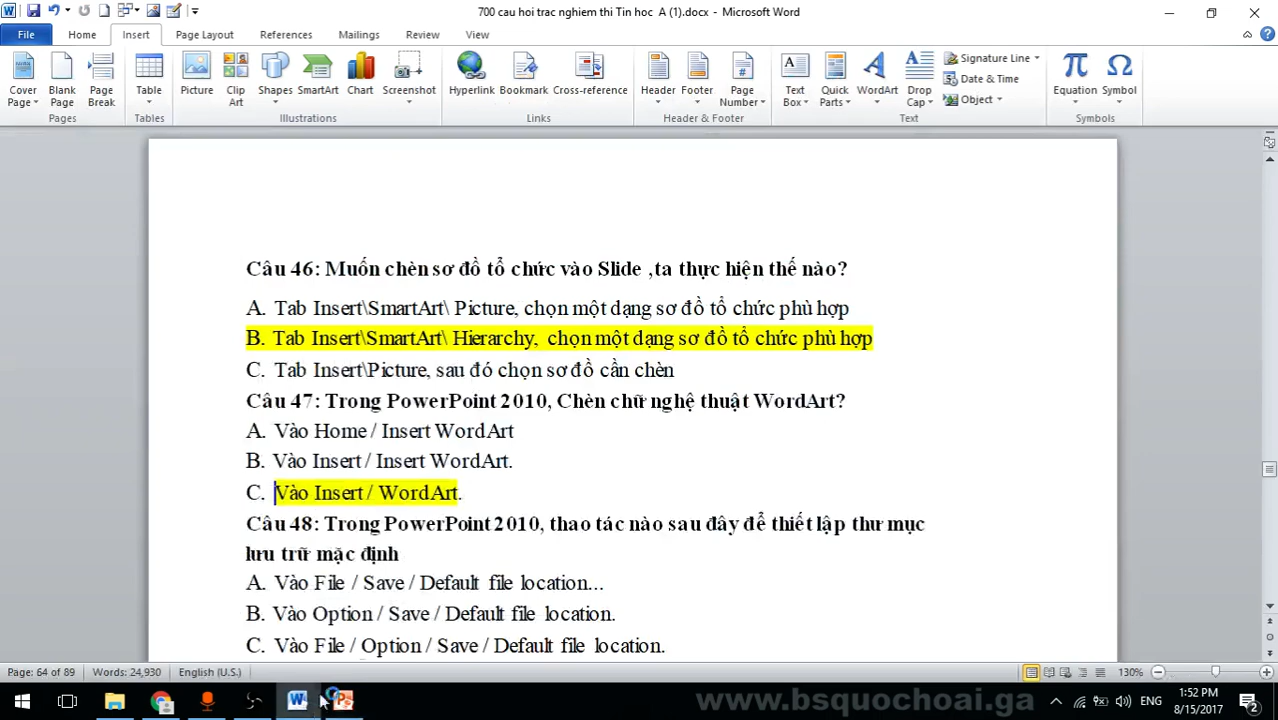 700 cau hoi trac nghiem thi Tin hoc A (1).docx - Microsoft Word
File Home Insert Page Layout References Mailings Review View
Cover Page Blank Page Page Break Table Picture Clip Art Shapes SmartArt Chart Screenshot Hyperlink Bookmark Cross-reference Header Footer Page Number Text Box Quick Parts WordArt Drop Cap Signature Line Date & Time Object Equation Symbol
Pages Tables Illustrations Links Header & Footer Text Symbols
Câu 46: Muốn chèn sơ đồ tổ chức vào Slide ,ta thực hiện thế nào?
A. Tab Insert\SmartArt\ Picture, chọn một dạng sơ đồ tổ chức phù hợp
B. Tab Insert\SmartArt\ Hierarchy, chọn một dạng sơ đồ tổ chức phù hợp
C. Tab Insert\Picture, sau đó chọn sơ đồ cần chèn
Câu 47: Trong PowerPoint 2010, Chèn chữ nghệ thuật WordArt?
A. Vào Home / Insert WordArt
B. Vào Insert / Insert WordArt.
C. Vào Insert / WordArt.
Câu 48: Trong PowerPoint 2010, thao tác nào sau đây để thiết lập thư mục
lưu trữ mặc định
A. Vào File / Save / Default file location...
B. Vào Option / Save / Default file location.
C. Vào File / Option / Save / Default file location.
Page: 64 of 89 Words: 24,930 English (U.S.) 130%
www.bsquochoai.ga
ENG 1:52 PM
8/15/2017
2